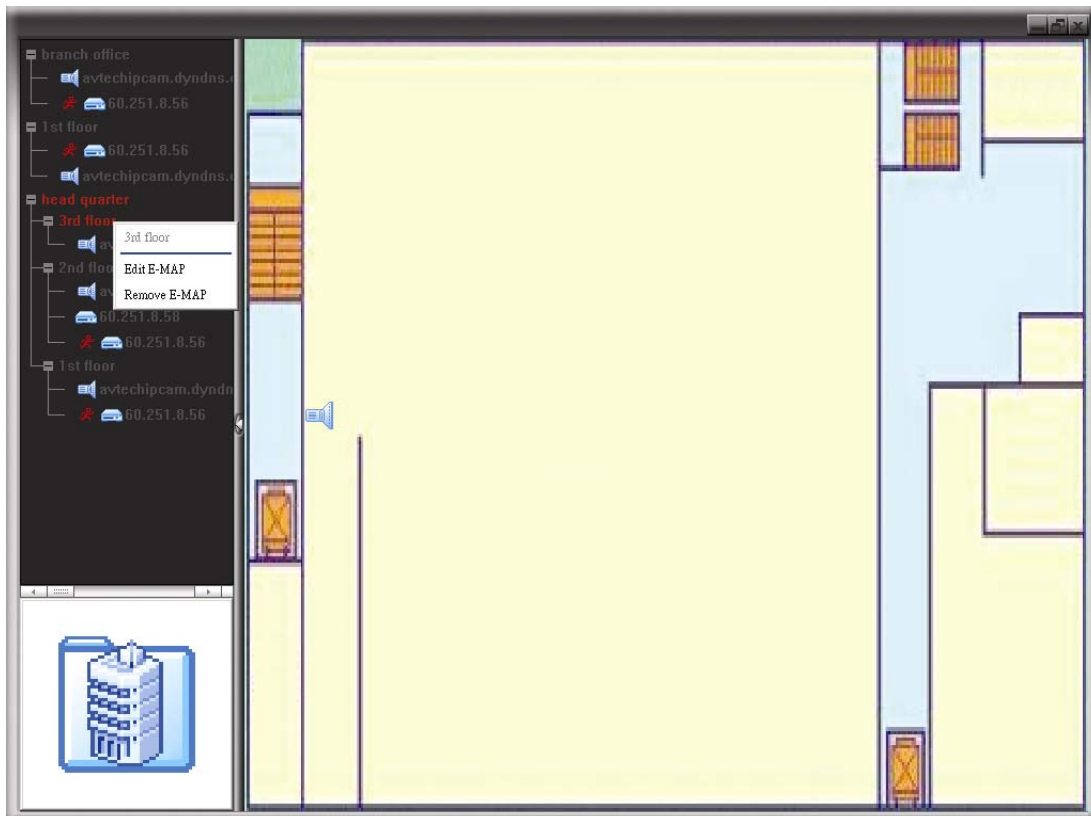 branch office
avtechipcam.dyndns.
60.251.8.56
1st floor
60.251.8.56
avtechipcam.dyndns.
head quarter
3rd floor
av
3rd floor
Edit E-MAP
Remove E-MAP
2nd floo
av
60.251.8.58
60.251.8.56
1st floor
avtechipcam.dyndn
60.251.8.56